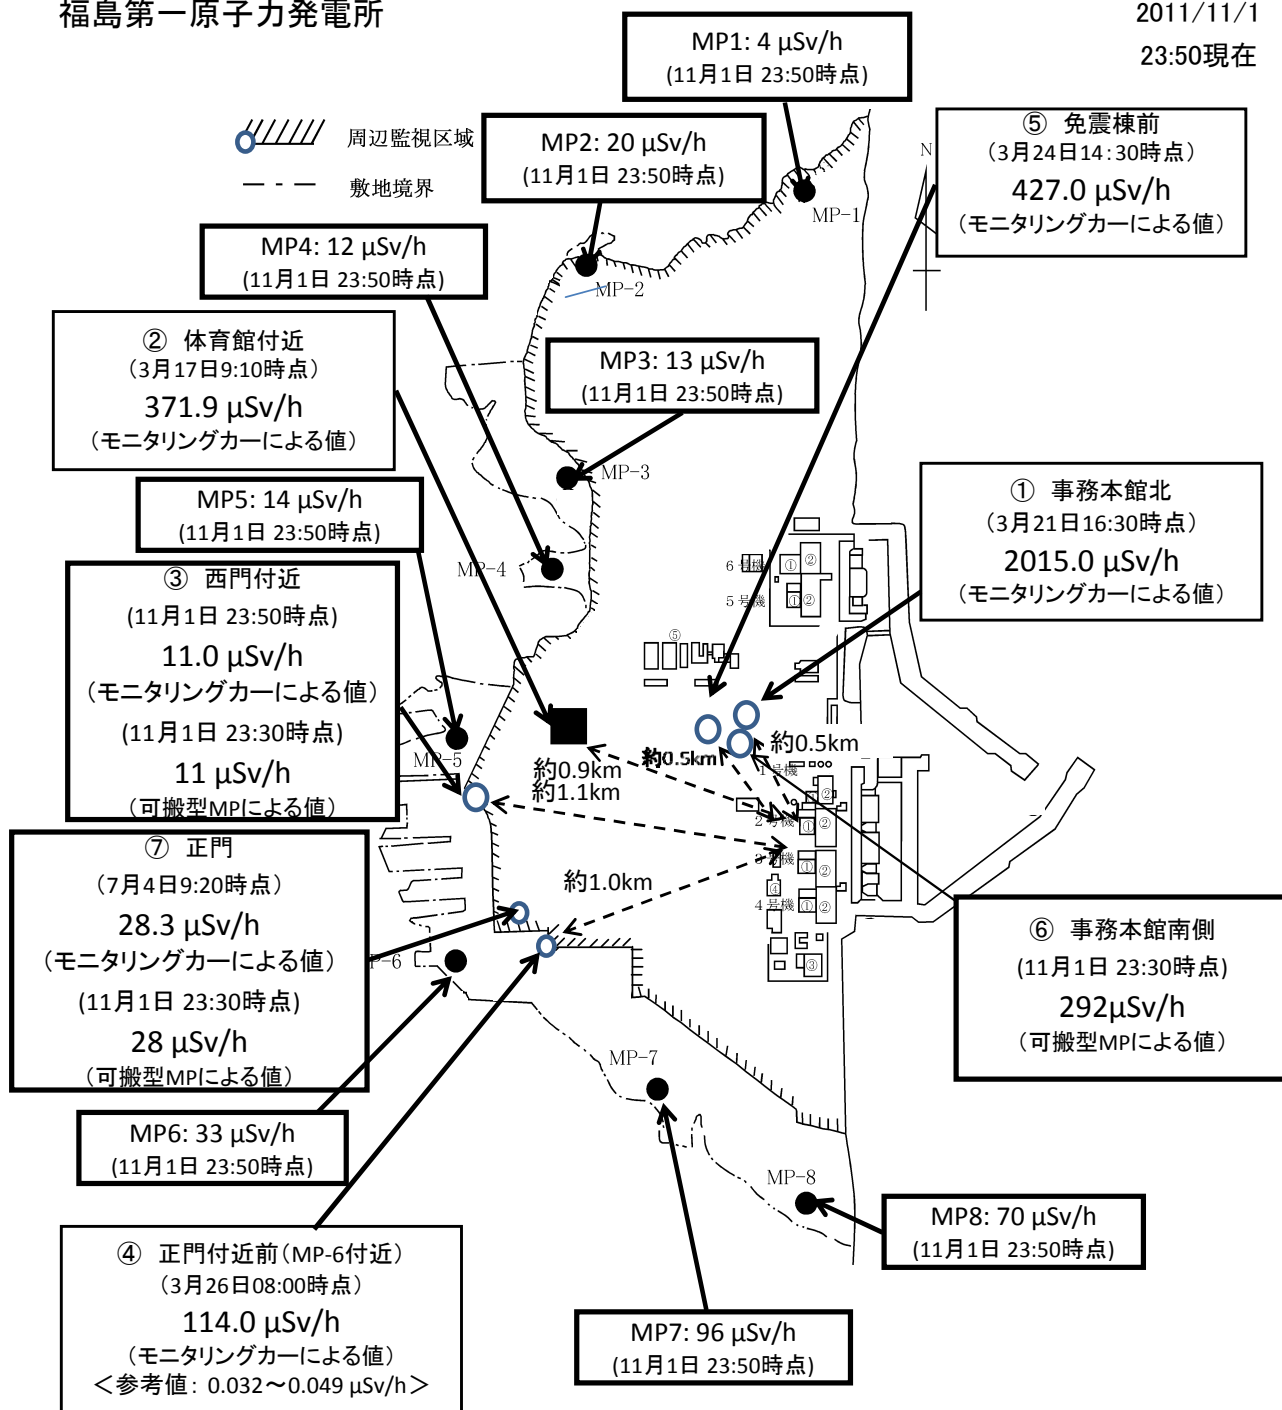 福島第一原子力発電所
2011/11/1
23:50現在
MP1: 4 μSv/h
(11月1日 23:50時点)
周辺監視区域
敷地境界
MP2: 20 μSv/h
(11月1日 23:50時点)
⑤ 免震棟前
(3月24日14:30時点)
427.0 μSv/h
(モニタリングカーによる値)
N
MP-1
MP4: 12 μSv/h
(11月1日 23:50時点)
MP-2
② 体育館付近
(3月17日9:10時点)
371.9 μSv/h
(モニタリングカーによる値)
MP3: 13 μSv/h
(11月1日 23:50時点)
MP-3
① 事務本館北
(3月21日16:30時点)
2015.0 μSv/h
(モニタリングカーによる値)
MP5: 14 μSv/h
(11月1日 23:50時点)
MP-4
6号機
① ②
5号機
① ②
③ 西門付近
(11月1日 23:50時点)
11.0 μSv/h
(モニタリングカーによる値)
(11月1日 23:30時点)
11 μSv/h
(可搬型MPによる値)
⑤
MP-5
約0.9km
約1.1km
約0.5km
約0.5km
1号機
②
2号機
① ②
3号機
① ②
④
4号機
① ②
③
約1.0km
⑦ 正門
(7月4日9:20時点)
28.3 μSv/h
(モニタリングカーによる値)
(11月1日 23:30時点)
28 μSv/h
(可搬型MPによる値)
P-6
⑥ 事務本館南側
(11月1日 23:30時点)
292μSv/h
(可搬型MPによる値)
MP-7
MP6: 33 μSv/h
(11月1日 23:50時点)
MP-8
MP8: 70 μSv/h
(11月1日 23:50時点)
④ 正門付近前(MP-6付近)
(3月26日08:00時点)
114.0 μSv/h
(モニタリングカーによる値)
<参考値: 0.032～0.049 μSv/h>
MP7: 96 μSv/h
(11月1日 23:50時点)